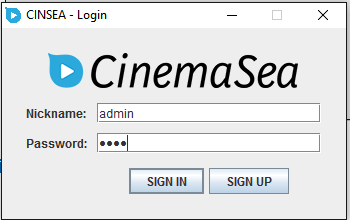 CINSEA - Login
CinemaSea
Nickname: admin
Password: ••••
SIGN IN SIGN UP